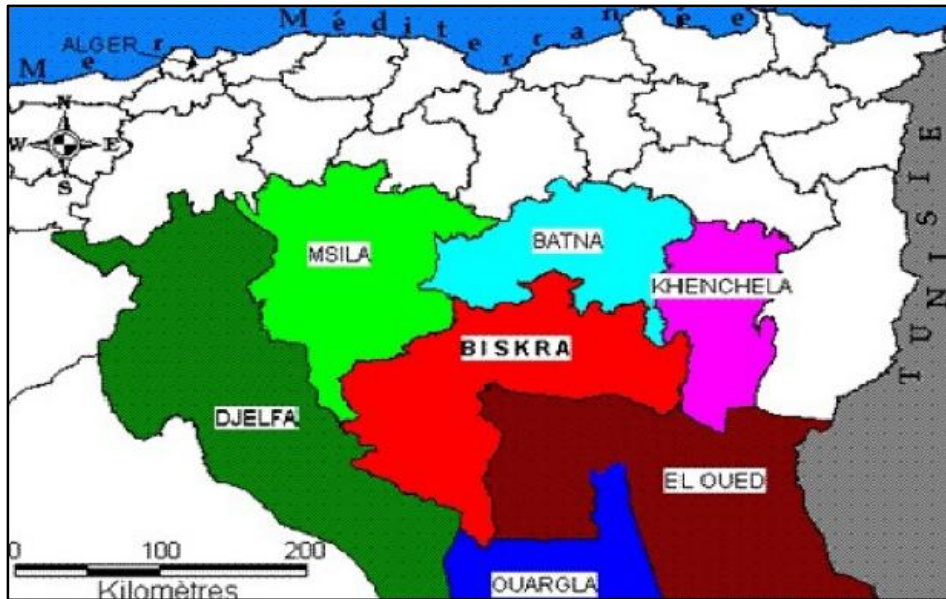 Mer Méditerranée
ALGER
N
W E
S
TUNISIE
MSILA
BATNA
KHENCHELA
BISKRA
DJELFA
EL OUED
0 100 200
Kilomètres
OUARGLA